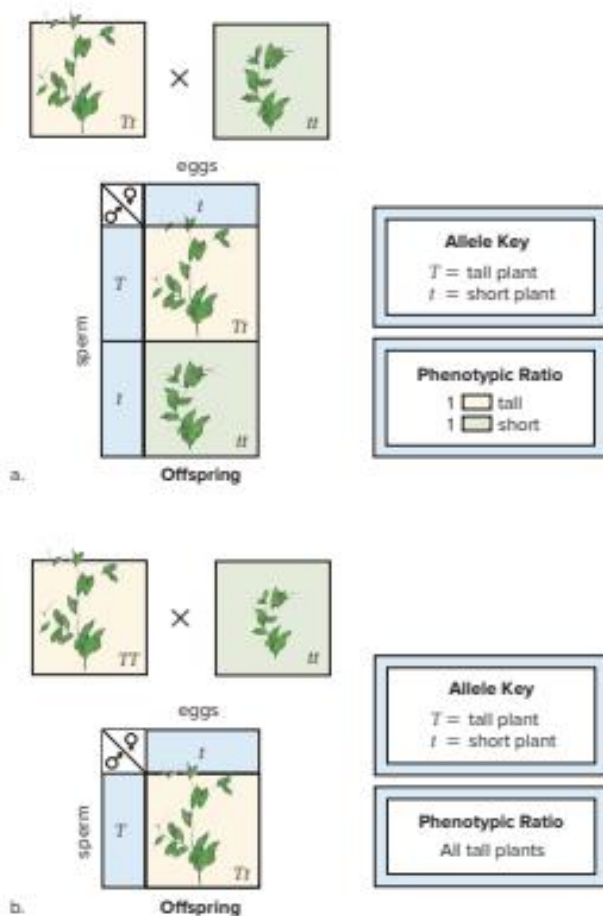 Tt
×
tt
eggs
♂ ♀
t
sperm
T
Tt
t
tt
a.
Offspring
Allele Key
T = tall plant
t = short plant
Phenotypic Ratio
1 tall
1 short
TT
×
tt
eggs
♂ ♀
t
sperm
T
Tt
b.
Offspring
Allele Key
T = tall plant
t = short plant
Phenotypic Ratio
All tall plants